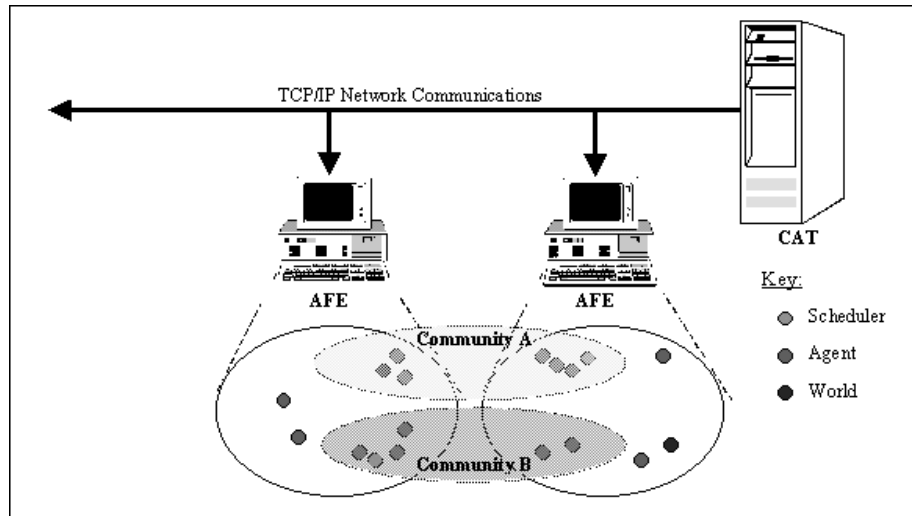 TCP/IP Network Communications
CAT
AFE
AFE
Key:
Scheduler
Agent
World
Community A
Community B